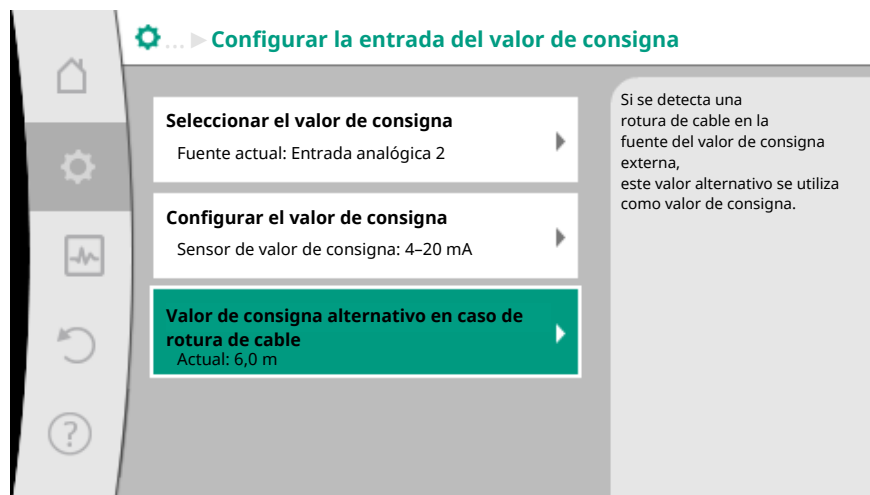 ... Configurar la entrada del valor de consigna
Seleccionar el valor de consigna
Fuente actual: Entrada analógica 2
Configurar el valor de consigna
Sensor de valor de consigna: 4–20 mA
Valor de consigna alternativo en caso de
rotura de cable
Actual: 6,0 m
Si se detecta una
rotura de cable en la
fuente del valor de consigna
externa,
este valor alternativo se utiliza
como valor de consigna.
?